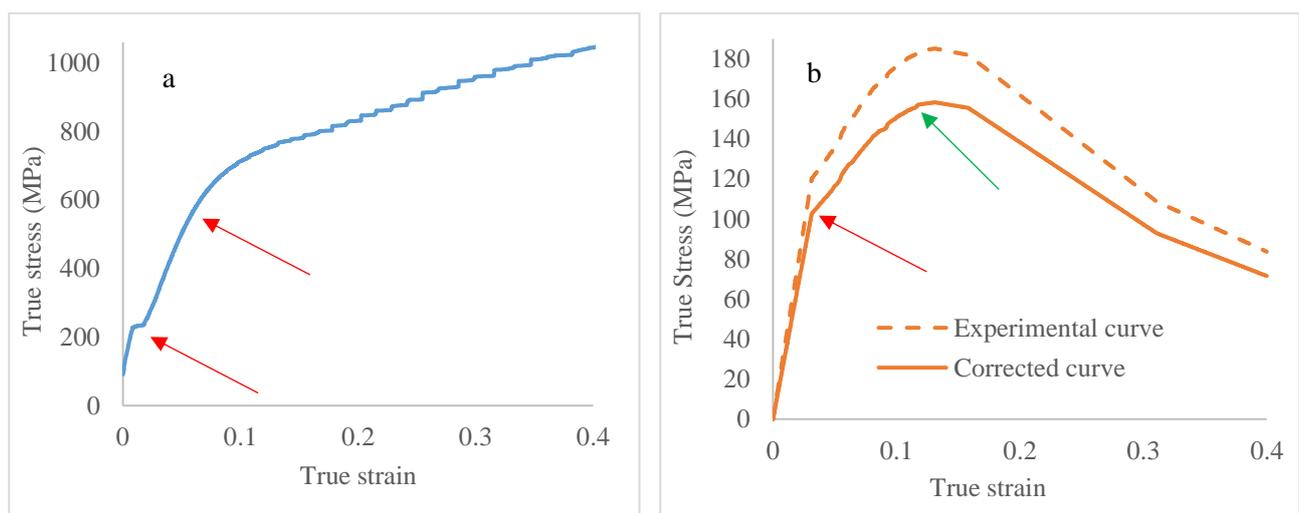 a
1000
800
600
400
200
0
0 0.1 0.2 0.3 0.4
True stress (MPa)
True strain
b
180
160
140
120
100
80
60
40
20
0
0 0.1 0.2 0.3 0.4
True Stress (MPa)
True strain
Experimental curve
Corrected curve